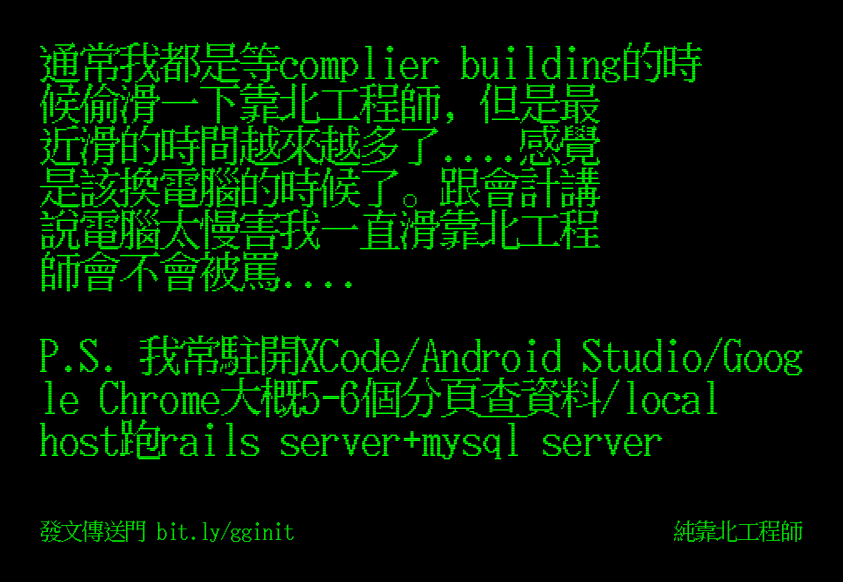 通常我都是等complier building的時
候偷滑一下靠北工程師, 但是最
近滑的時間越來越多了....感覺
是該換電腦的時候了。跟會計講
說電腦太慢害我一直滑靠北工程
師會不會被罵....
P.S. 我常駐開XCode/Android Studio/Goog
le Chrome大概5-6個分頁查資料/local
host跑rails server+mysql server
發文傳送門 bit.ly/gginit
純靠北工程師